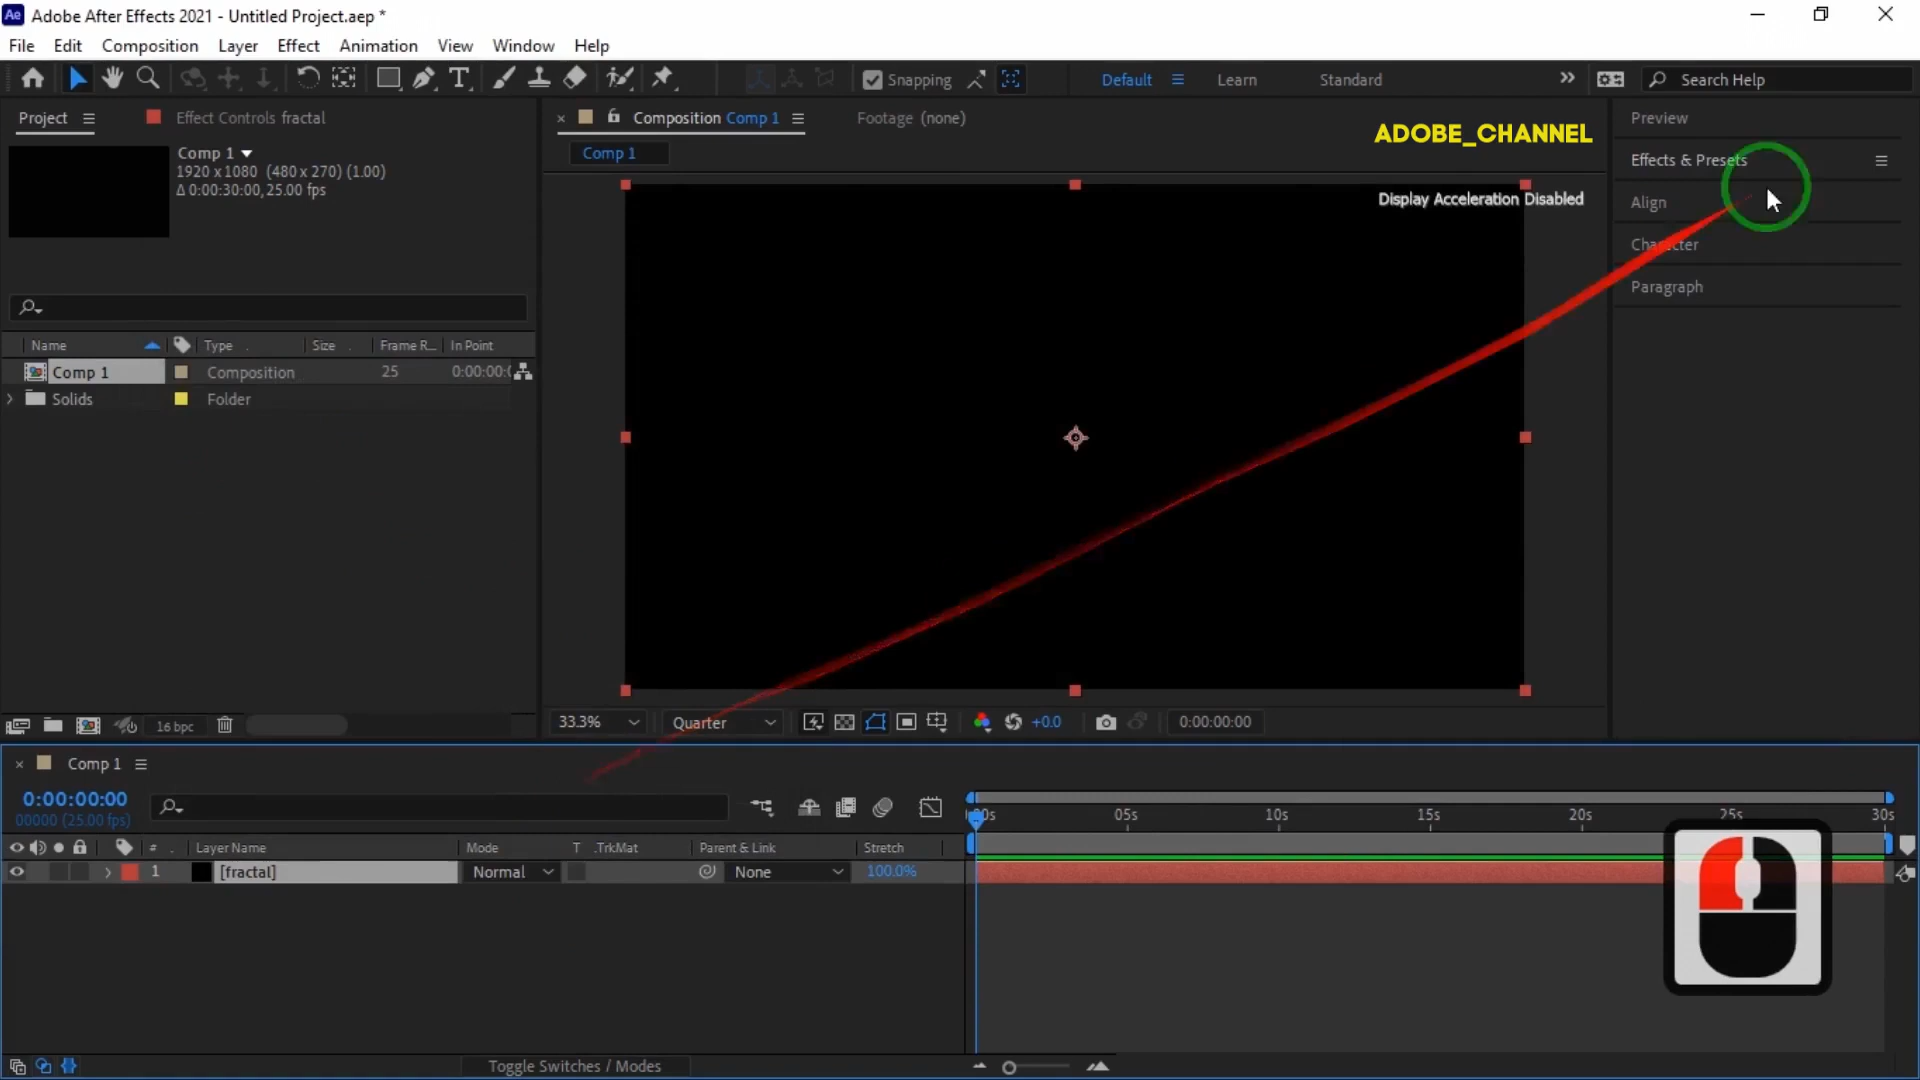 Ae Adobe After Effects 2021 - Untitled Project.aep *
File Edit Composition Layer Effect Animation View Window Help
Snapping Default Learn Standard Search Help
Project Effect Controls fractal Composition Comp 1 Footage (none) Preview
ADOBE_CHANNEL
Comp 1
1920 x 1080 (480 x 270) (1.00)
Δ 0:00:30:00, 25.00 fps
Comp 1
Display Acceleration Disabled
Effects & Presets
Align
Character
Paragraph
Name Type Size Frame R... In Point
Comp 1 Composition 25 0:00:00:(
Solids Folder
16 bpc 33.3% Quarter +0.0 0:00:00:00
Comp 1
0:00:00:00
00000 (25.00 fps)
:00s 05s 10s 15s 20s 25s 30s
# Layer Name Mode T .TrkMat Parent & Link Stretch
1 [fractal] Normal None 100.0%
Toggle Switches / Modes